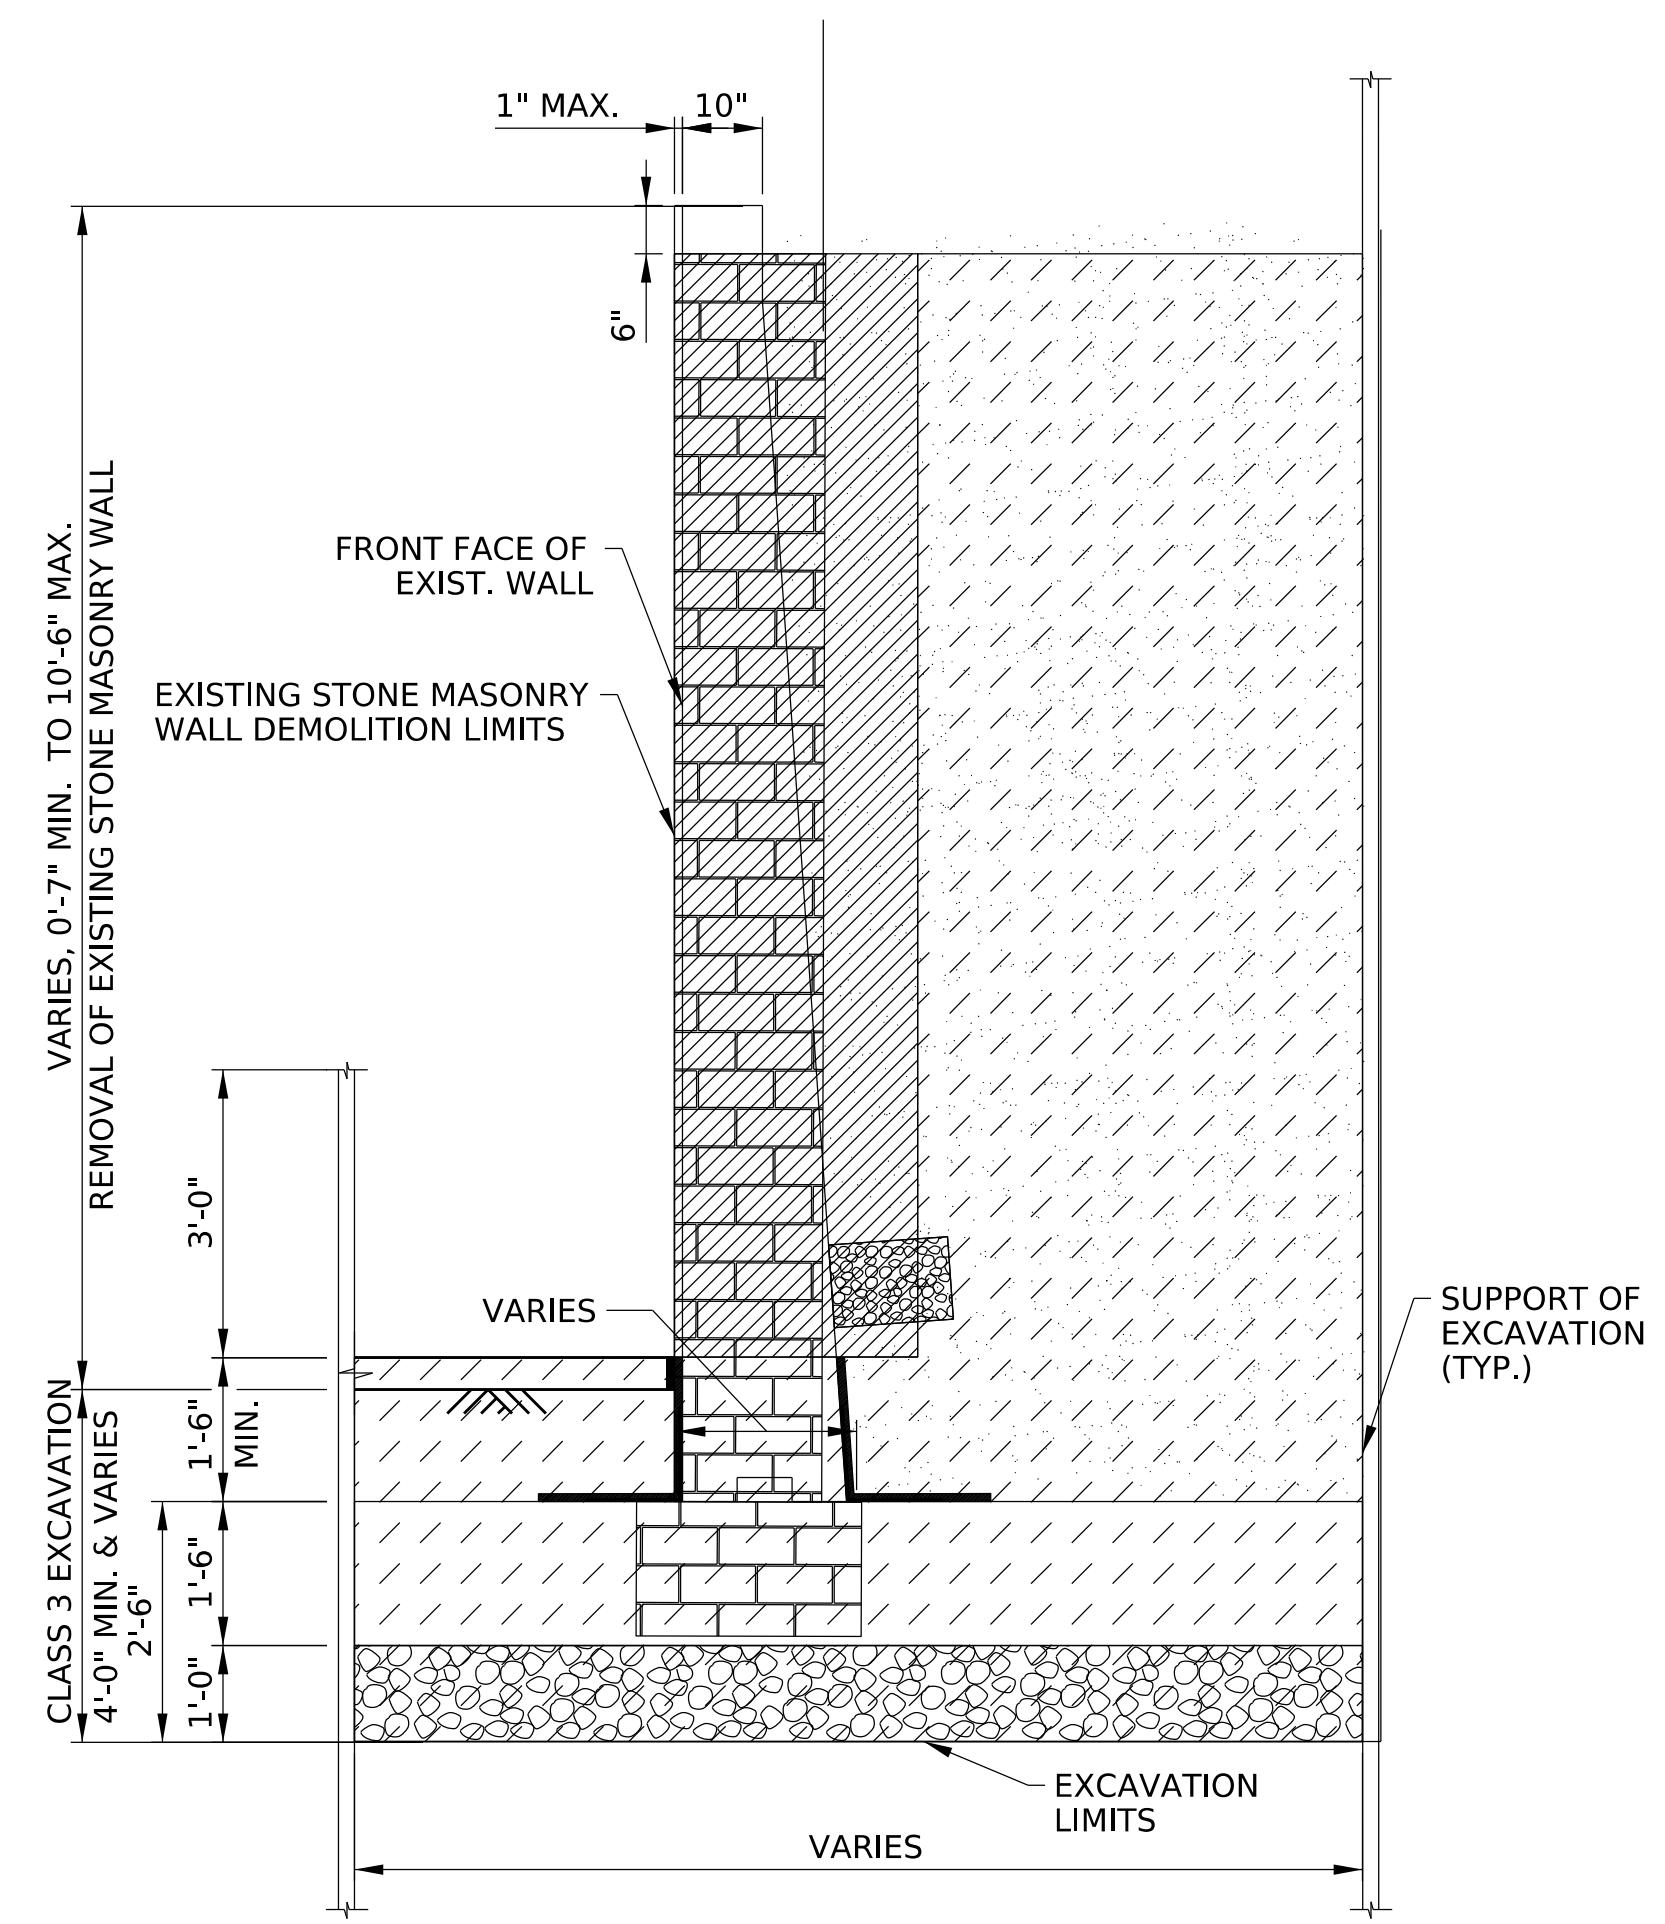 1" MAX.
10"
6"
FRONT FACE OF
EXIST. WALL
EXISTING STONE MASONRY
WALL DEMOLITION LIMITS
VARIES, 0'-7" MIN. TO 10'-6" MAX.
REMOVAL OF EXISTING STONE MASONRY WALL
3'-0"
VARIES
SUPPORT OF
EXCAVATION
(TYP.)
CLASS 3 EXCAVATION
4'-0" MIN. & VARIES
2'-6"
1'-6"
MIN.
1'-6"
1'-0"
EXCAVATION
LIMITS
VARIES